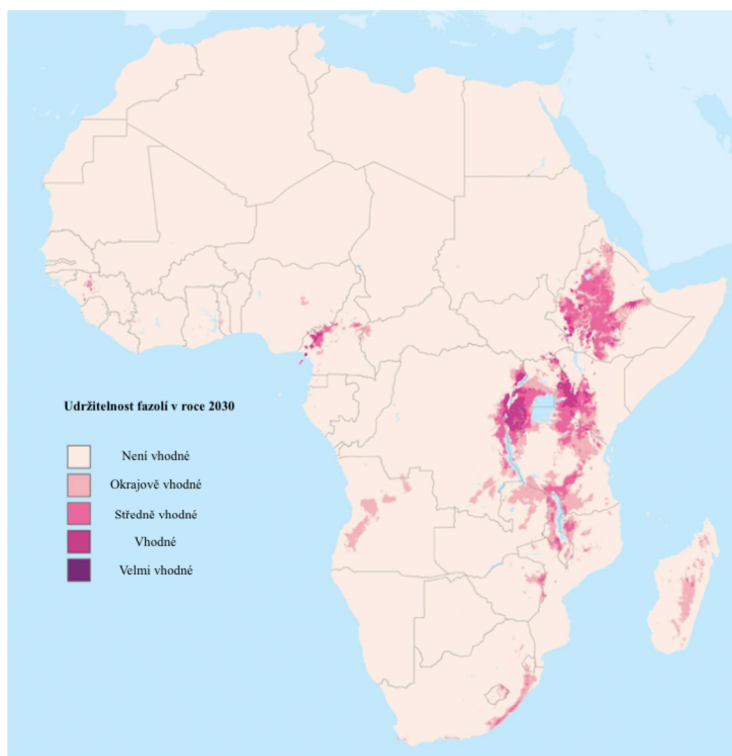 Udržitelnost fazolí v roce 2030
Není vhodné
Okrajově vhodné
Středně vhodné
Vhodné
Velmi vhodné